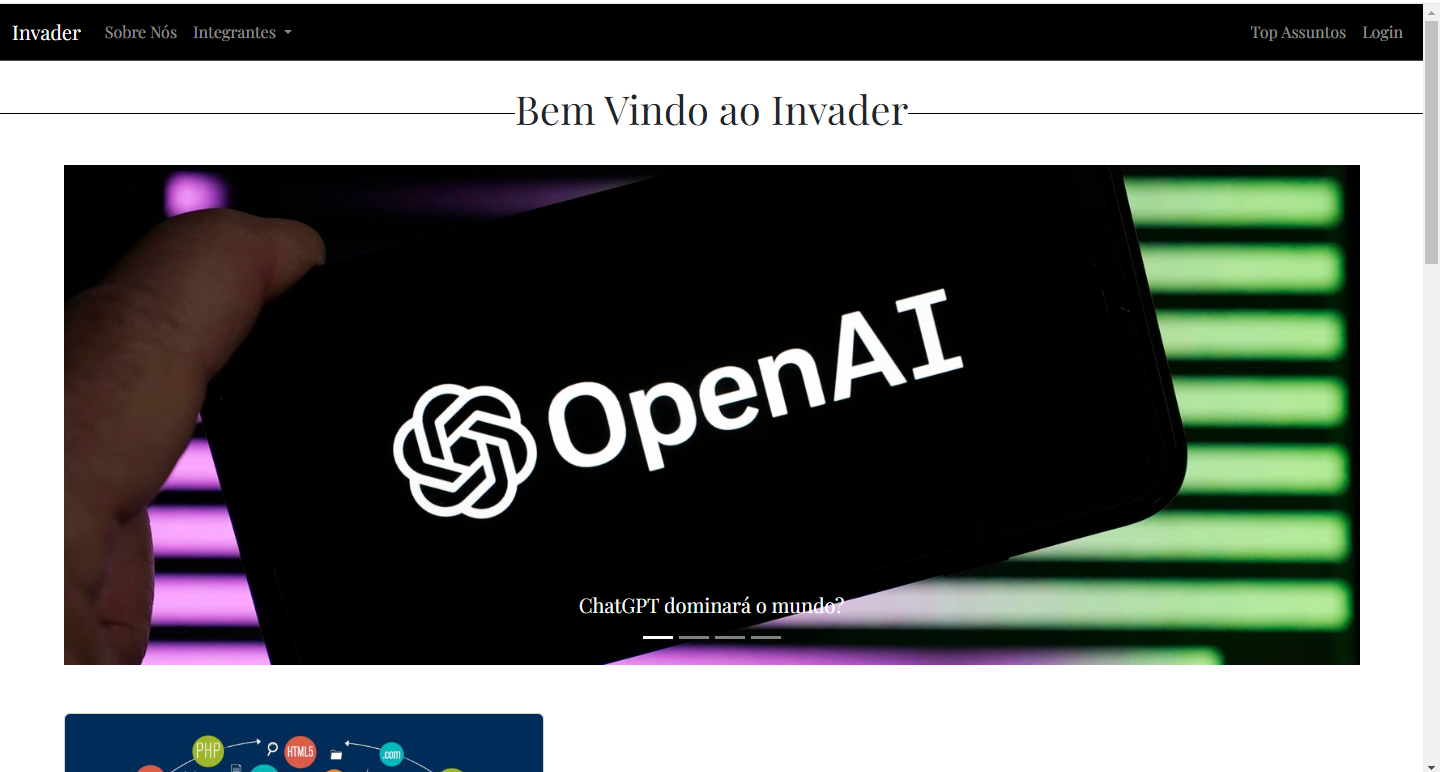 Invader Sobre Nós Integrantes Top Assuntos Login
Bem Vindo ao Invader
OpenAI
ChatGPT dominará o mundo?
PHP HTML5 .com